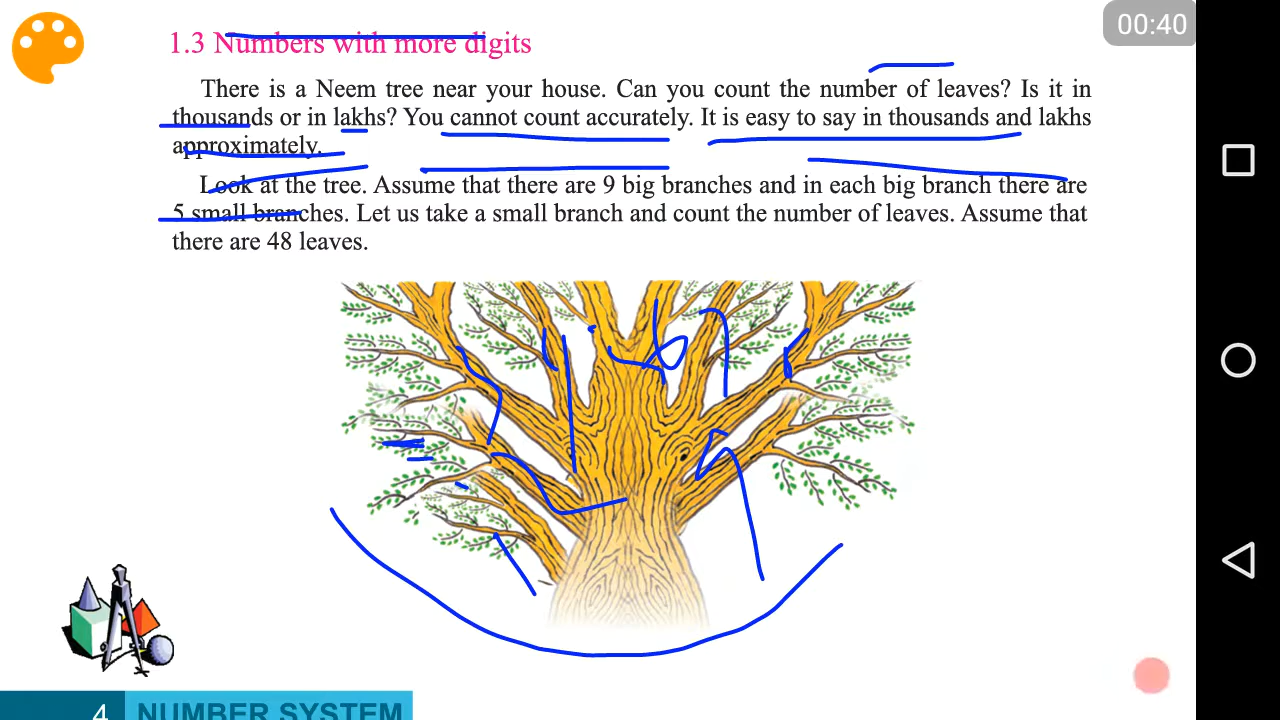 00:40
1.3 Numbers with more digits
There is a Neem tree near your house. Can you count the number of leaves? Is it in
thousands or in lakhs? You cannot count accurately. It is easy to say in thousands and lakhs
approximately.
Look at the tree. Assume that there are 9 big branches and in each big branch there are
5 small branches. Let us take a small branch and count the number of leaves. Assume that
there are 48 leaves.
4 NUMBER SYSTEM